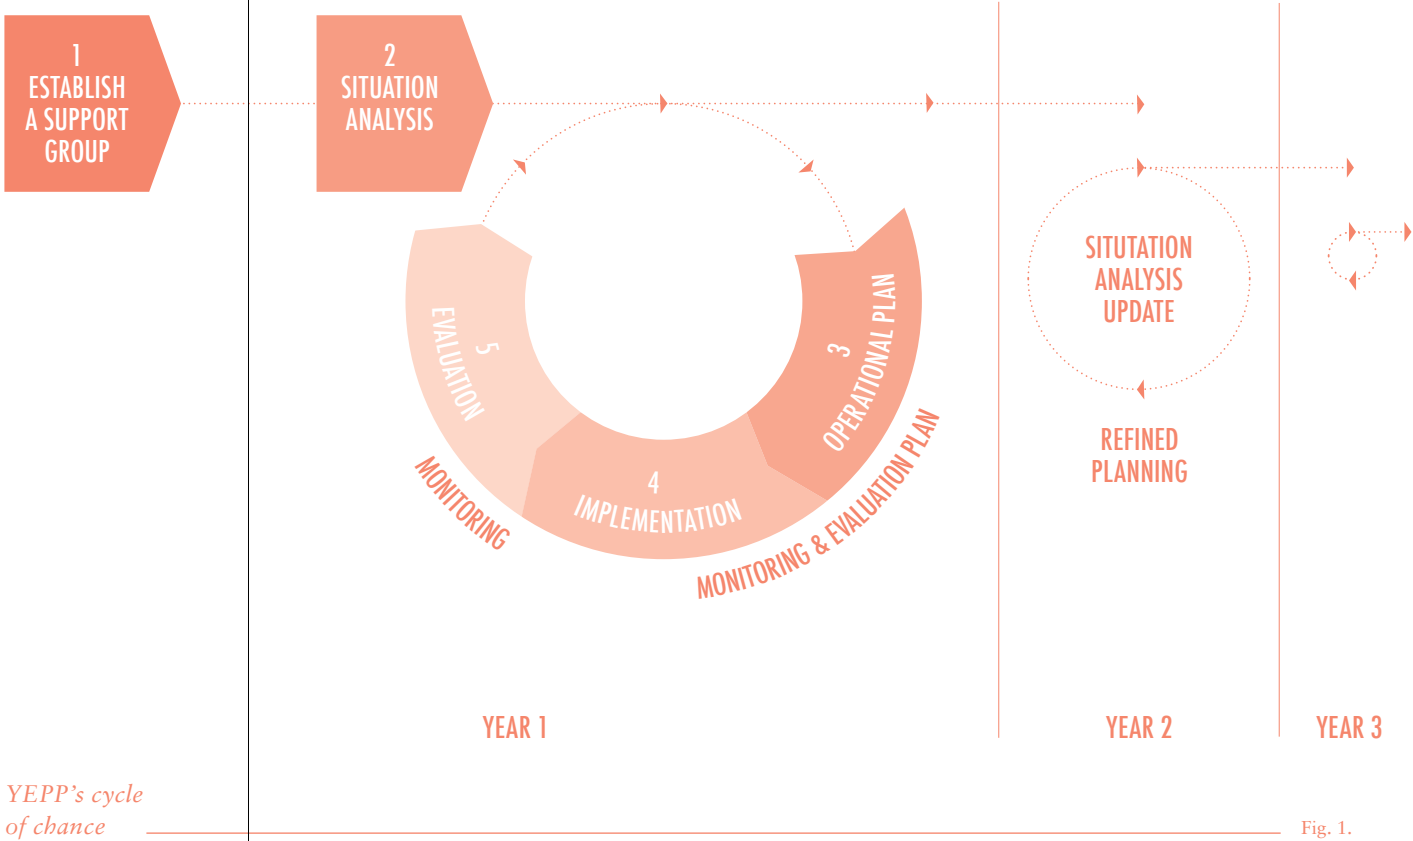 1
ESTABLISH
A SUPPORT
GROUP
2
SITUATION
ANALYSIS
3
OPERATIONAL PLAN
4
IMPLEMENTATION
5
EVALUATION
MONITORING
MONITORING & EVALUATION PLAN
SITUTATION
ANALYSIS
UPDATE
REFINED
PLANNING
YEAR 1
YEAR 2
YEAR 3
YEPP's cycle
of chance
Fig. 1.